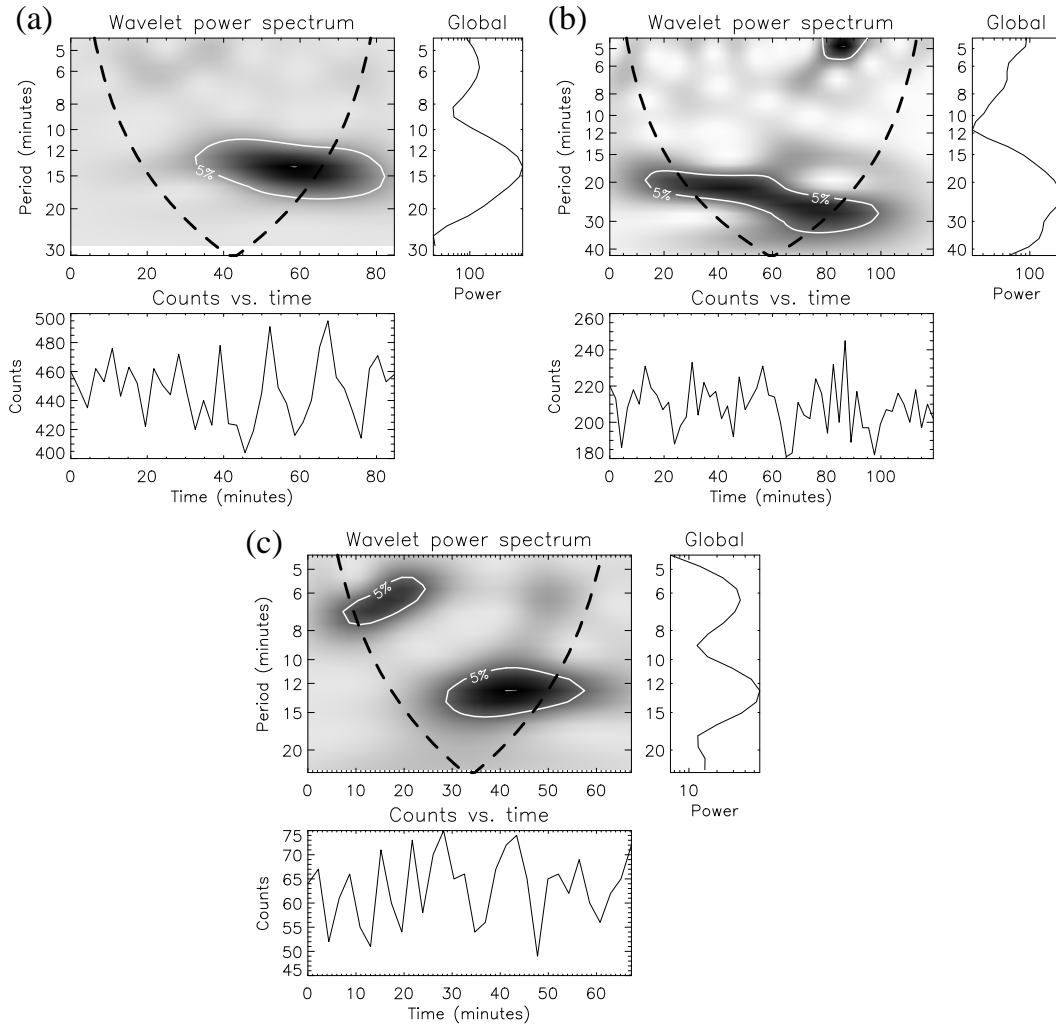 (a)
Wavelet power spectrum
Global
Period (minutes)
5
6
8
10
12
15
20
30
5%
0 20 40 60 80
100
Power
Counts vs. time
Counts
500
480
460
440
420
400
0 20 40 60 80
Time (minutes)
(b)
Wavelet power spectrum
Global
Period (minutes)
5
6
8
10
12
15
20
30
40
5%
5%
0 20 40 60 80 100
100
Power
Counts vs. time
Counts
260
240
220
200
180
0 20 40 60 80 100
Time (minutes)
5
6
8
10
12
15
20
30
40
5
6
8
10
12
15
20
30
(c)
Wavelet power spectrum
Global
Period (minutes)
5
6
8
10
12
15
20
5%
5%
5
6
8
10
12
15
20
0 10 20 30 40 50 60
10
Power
Counts vs. time
Counts
75
70
65
60
55
50
45
0 10 20 30 40 50 60
Time (minutes)